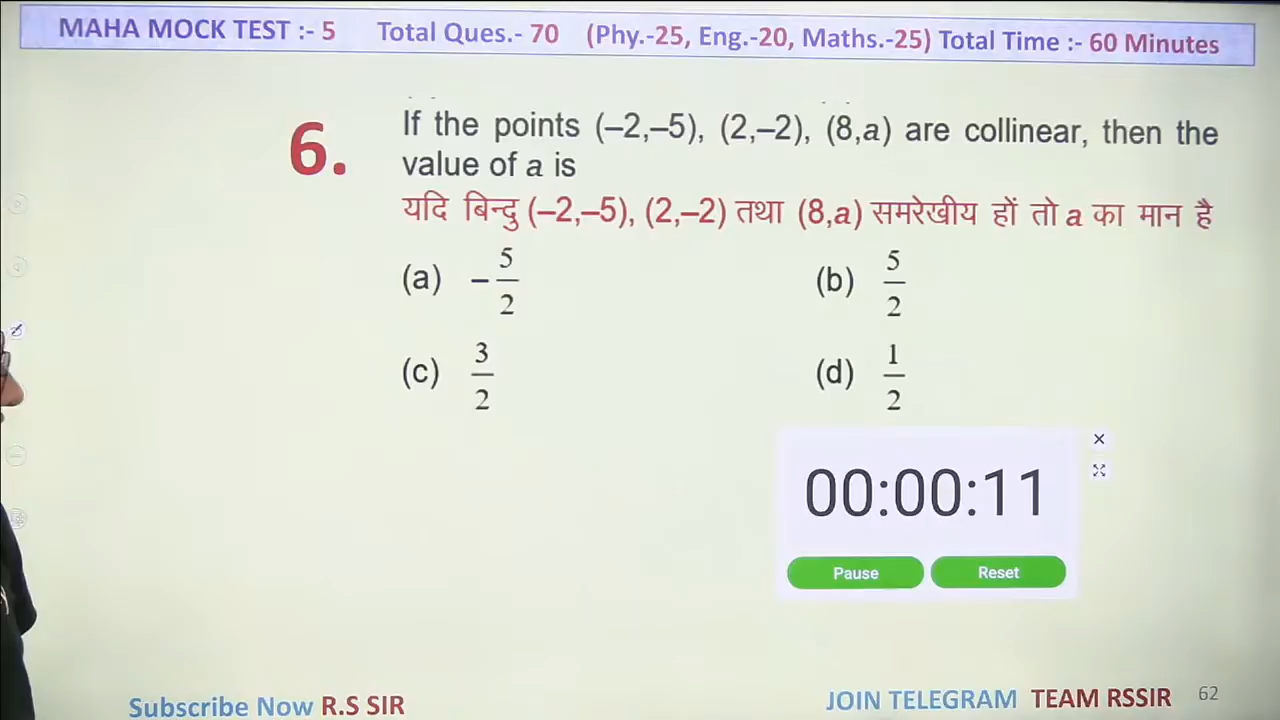 MAHA MOCK TEST :- 5 Total Ques.- 70 (Phy.-25, Eng.-20, Maths.-25) Total Time :- 60 Minutes
6. If the points (–2,–5), (2,–2), (8,a) are collinear, then the
value of a is
यदि बिन्दु (–2,–5), (2,–2) तथा (8,a) समरेखीय हों तो a का मान है
(a) –5/2 (b) 5/2
(c) 3/2 (d) 1/2
00:00:11
Pause Reset
Subscribe Now R.S SIR JOIN TELEGRAM TEAM RSSIR 62